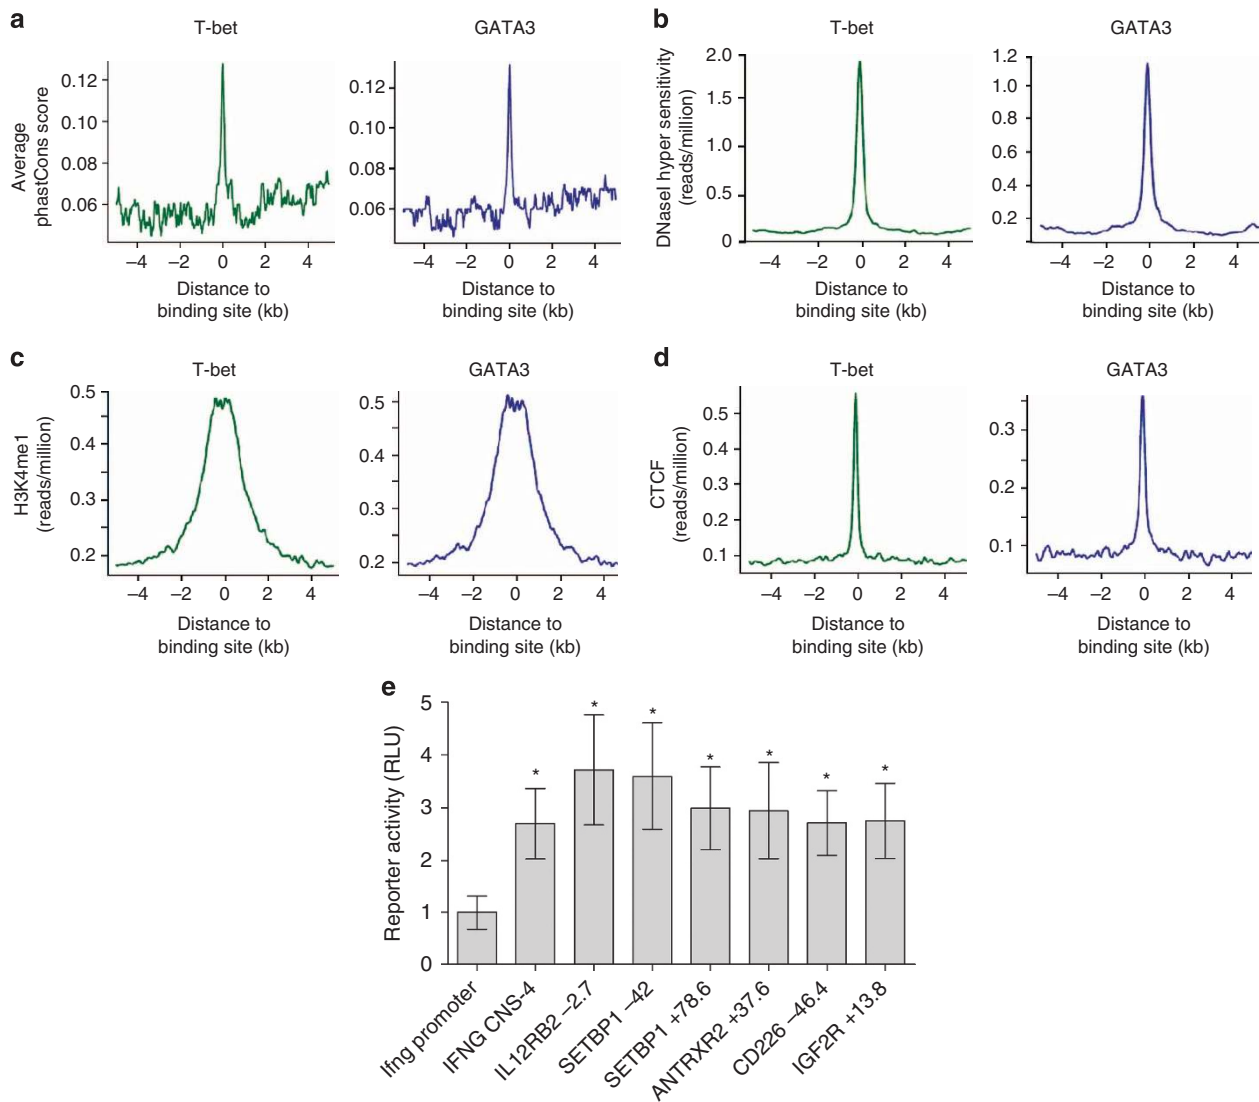 a
T-bet
GATA3
Average
phastCons score
0.12
0.10
0.08
0.06
–4 –2 0 2 4
Distance to
binding site (kb)
0.12
0.10
0.08
0.06
–4 –2 0 2 4
Distance to
binding site (kb)
b
T-bet
GATA3
DNaseI hyper sensitivity
(reads/million)
2.0
1.5
1.0
0.5
0
–4 –2 0 2 4
Distance to
binding site (kb)
1.2
1.0
0.8
0.6
0.4
0.2
–4 –2 0 2 4
Distance to
binding site (kb)
c
T-bet
GATA3
H3K4me1
(reads/million)
0.5
0.4
0.3
0.2
–4 –2 0 2 4
Distance to
binding site (kb)
0.5
0.4
0.3
0.2
–4 –2 0 2 4
Distance to
binding site (kb)
d
T-bet
GATA3
CTCF
(reads/million)
0.5
0.4
0.3
0.2
0.1
–4 –2 0 2 4
Distance to
binding site (kb)
0.3
0.2
0.1
–4 –2 0 2 4
Distance to
binding site (kb)
e
Reporter activity (RLU)
5
4
3
2
1
0
* * * * * * *
Ifng promoter
IFNG CNS-4
IL12RB2 –2.7
SETBP1 –42
SETBP1 +78.6
ANTRXR2 +37.6
CD226 –46.4
IGF2R +13.8